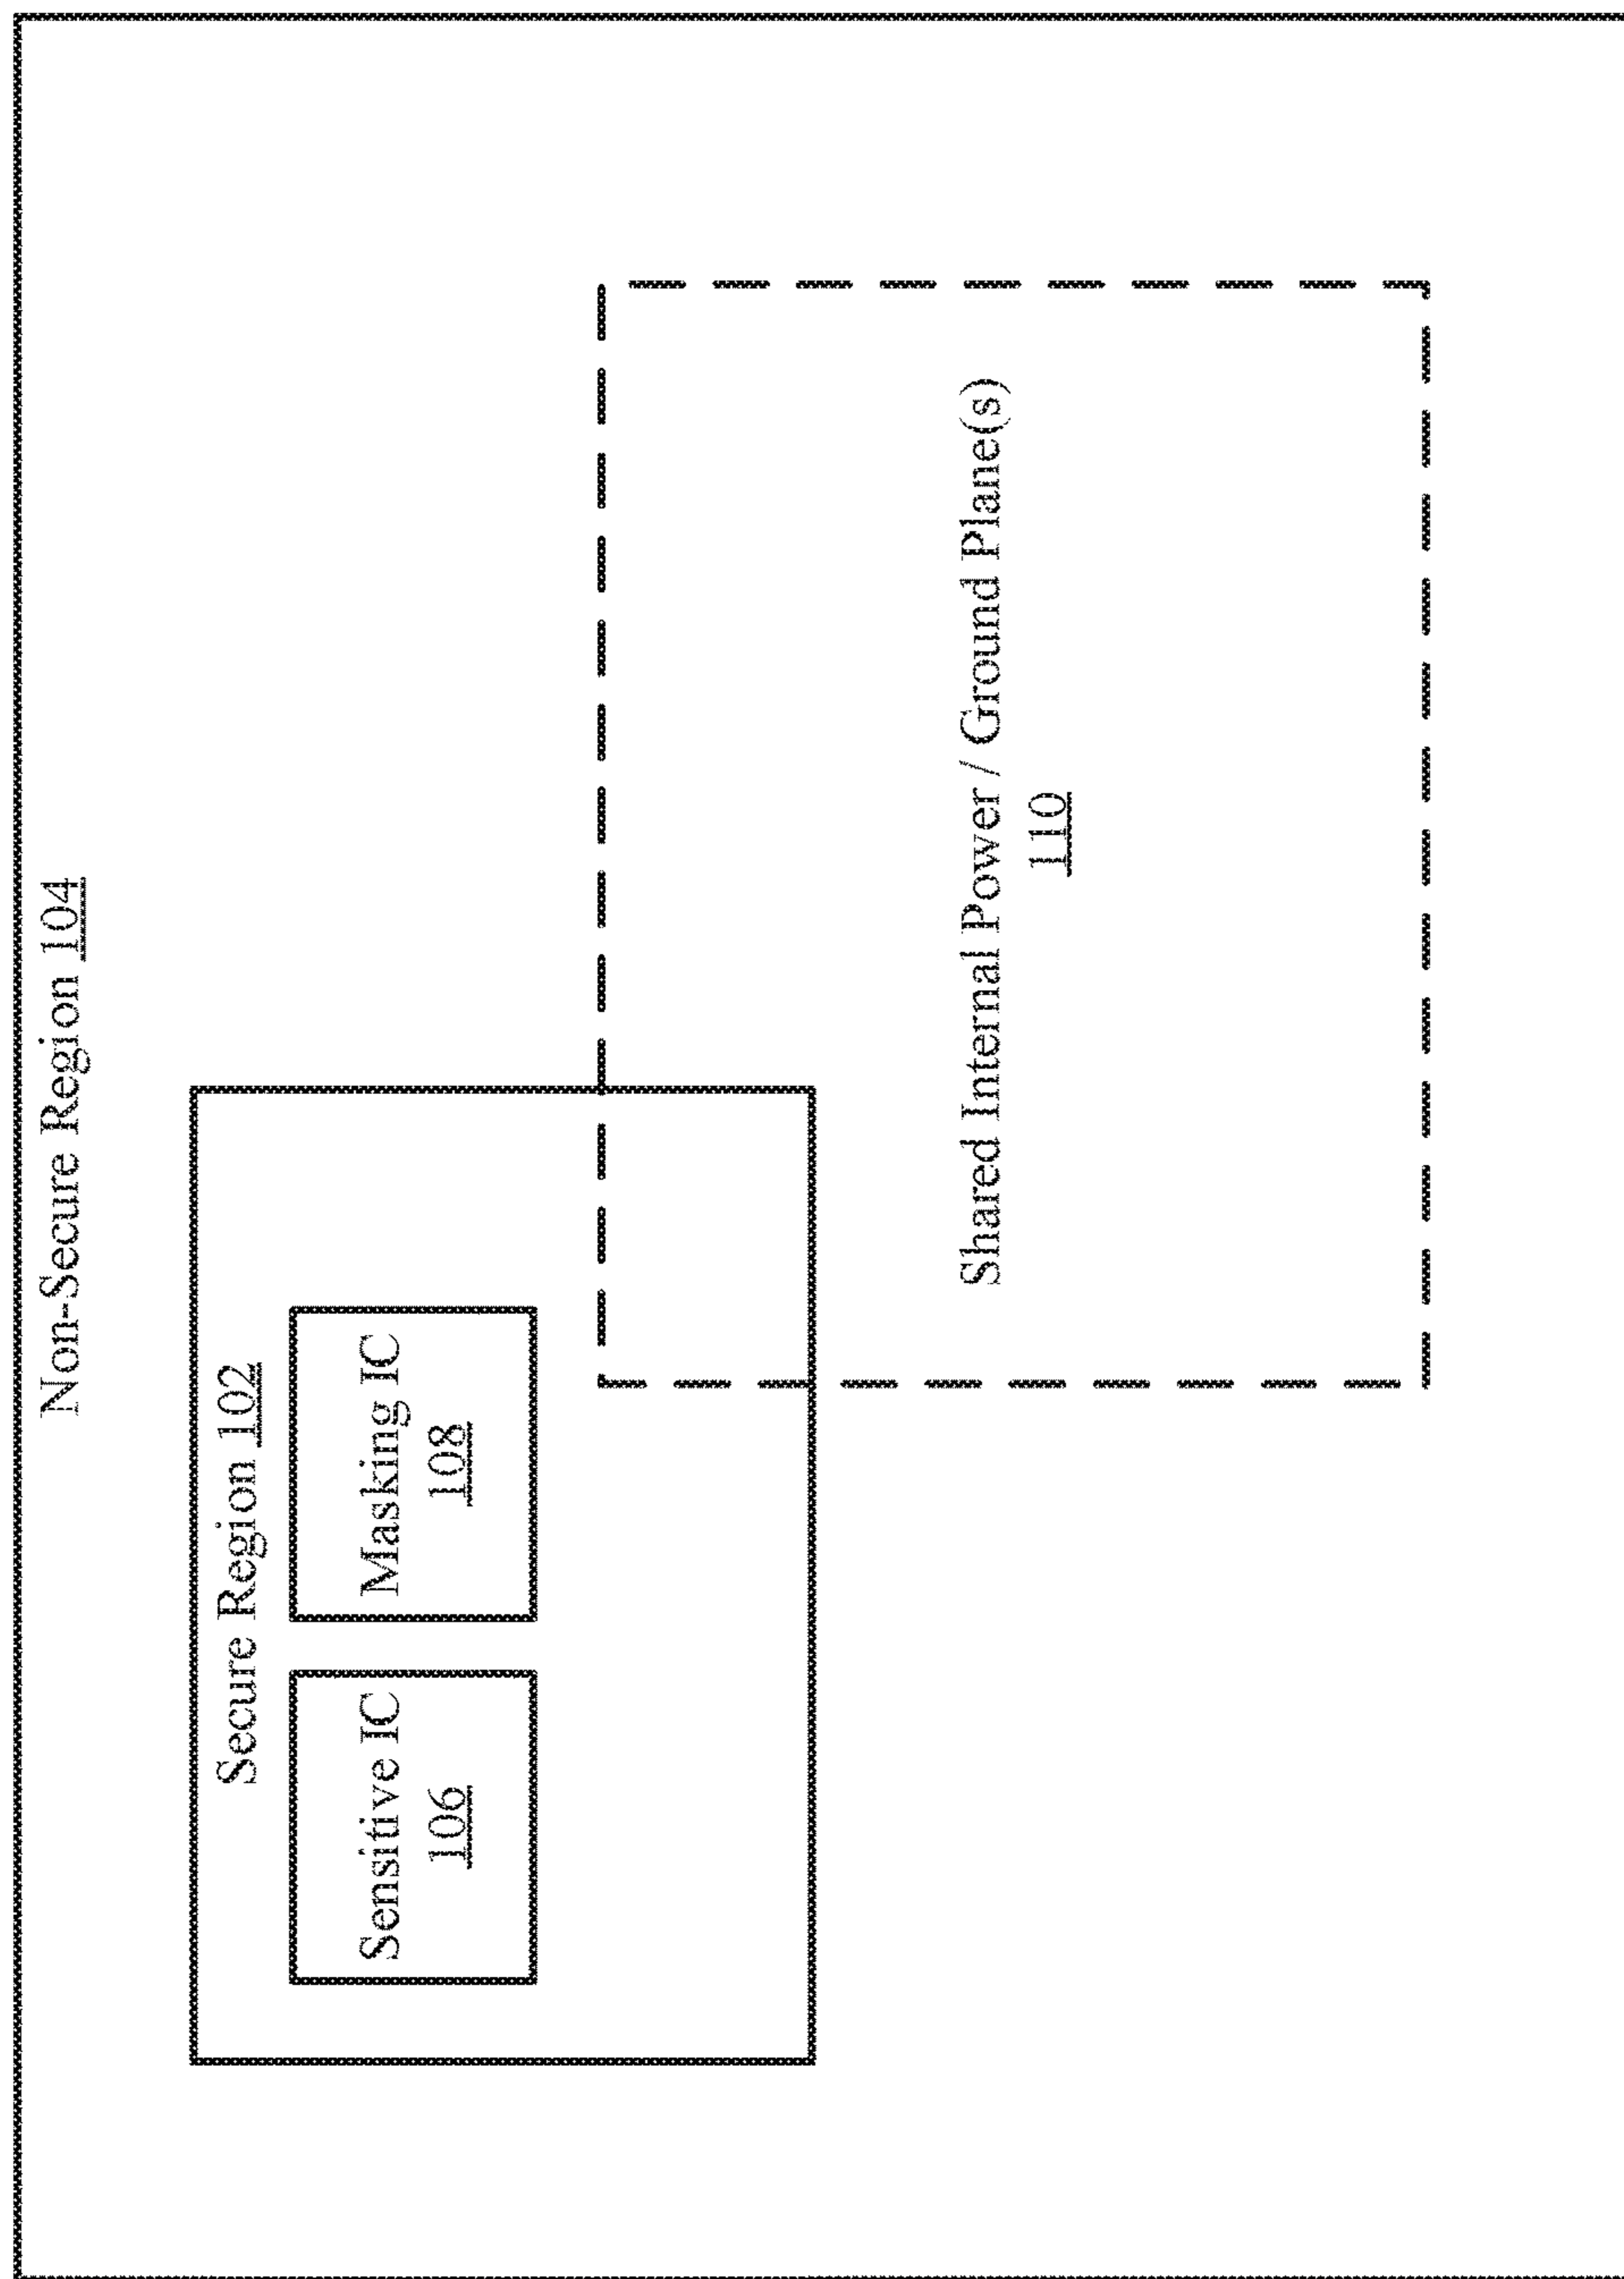 Non-Secure Region 104
Secure Region 102
Sensitive IC
106
Masking IC
108
Shared Internal Power / Ground Plane(s)
110